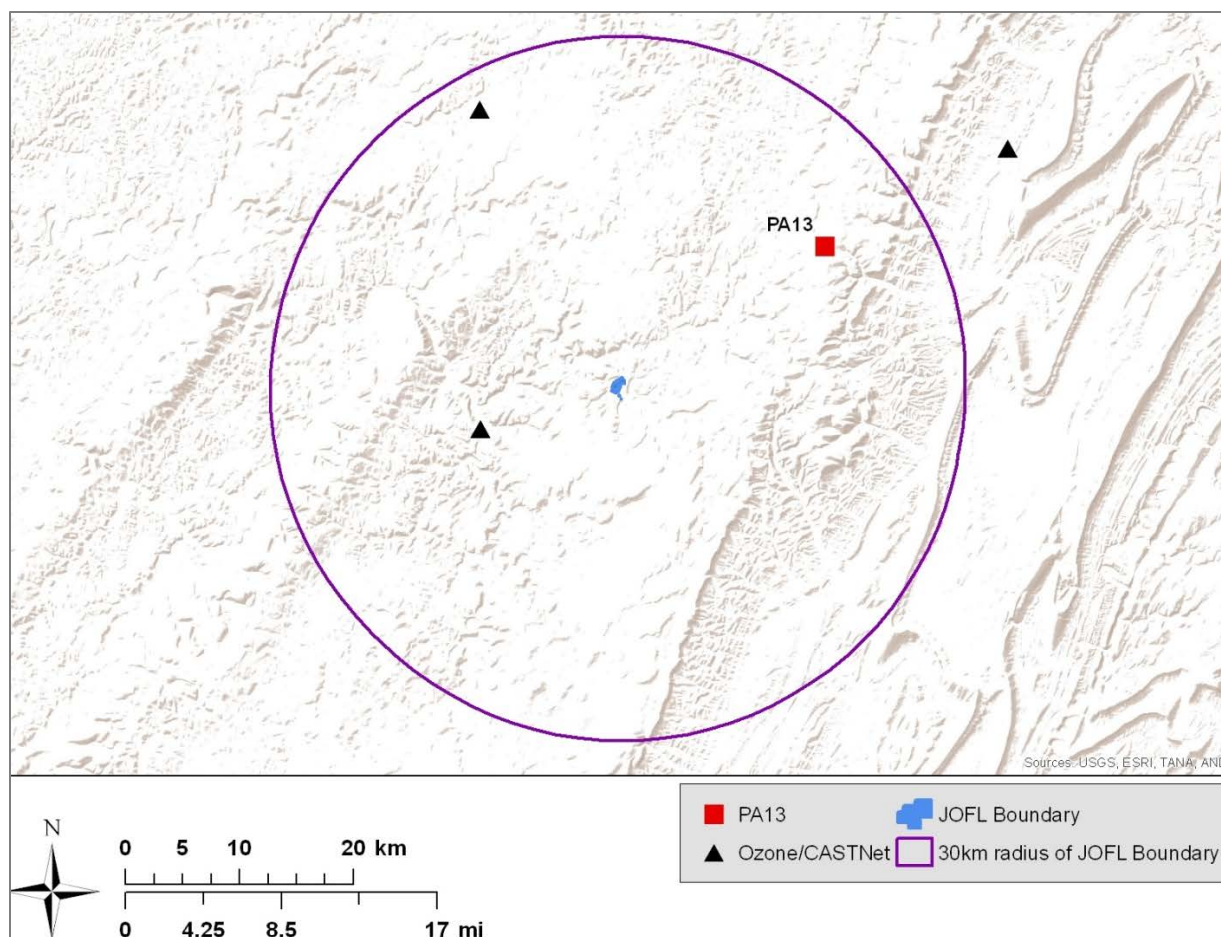 PA13
Sources: USGS, ESRI, TANA, AND
N
0 5 10 20 km
0 4.25 8.5 17 mi
PA13
JOFL Boundary
Ozone/CASTNet
30km radius of JOFL Boundary